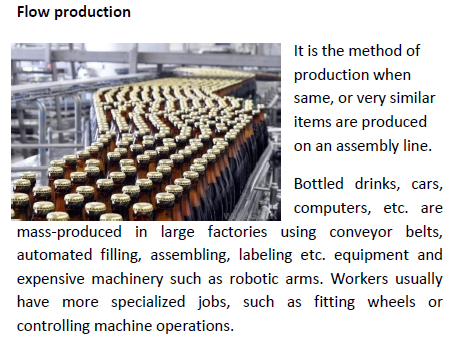 Flow production
It is the method of
production when
same, or very similar
items are produced
on an assembly line.
Bottled drinks, cars,
computers, etc. are
mass-produced in large factories using conveyor belts,
automated filling, assembling, labeling etc. equipment and
expensive machinery such as robotic arms. Workers usually
have more specialized jobs, such as fitting wheels or
controlling machine operations.